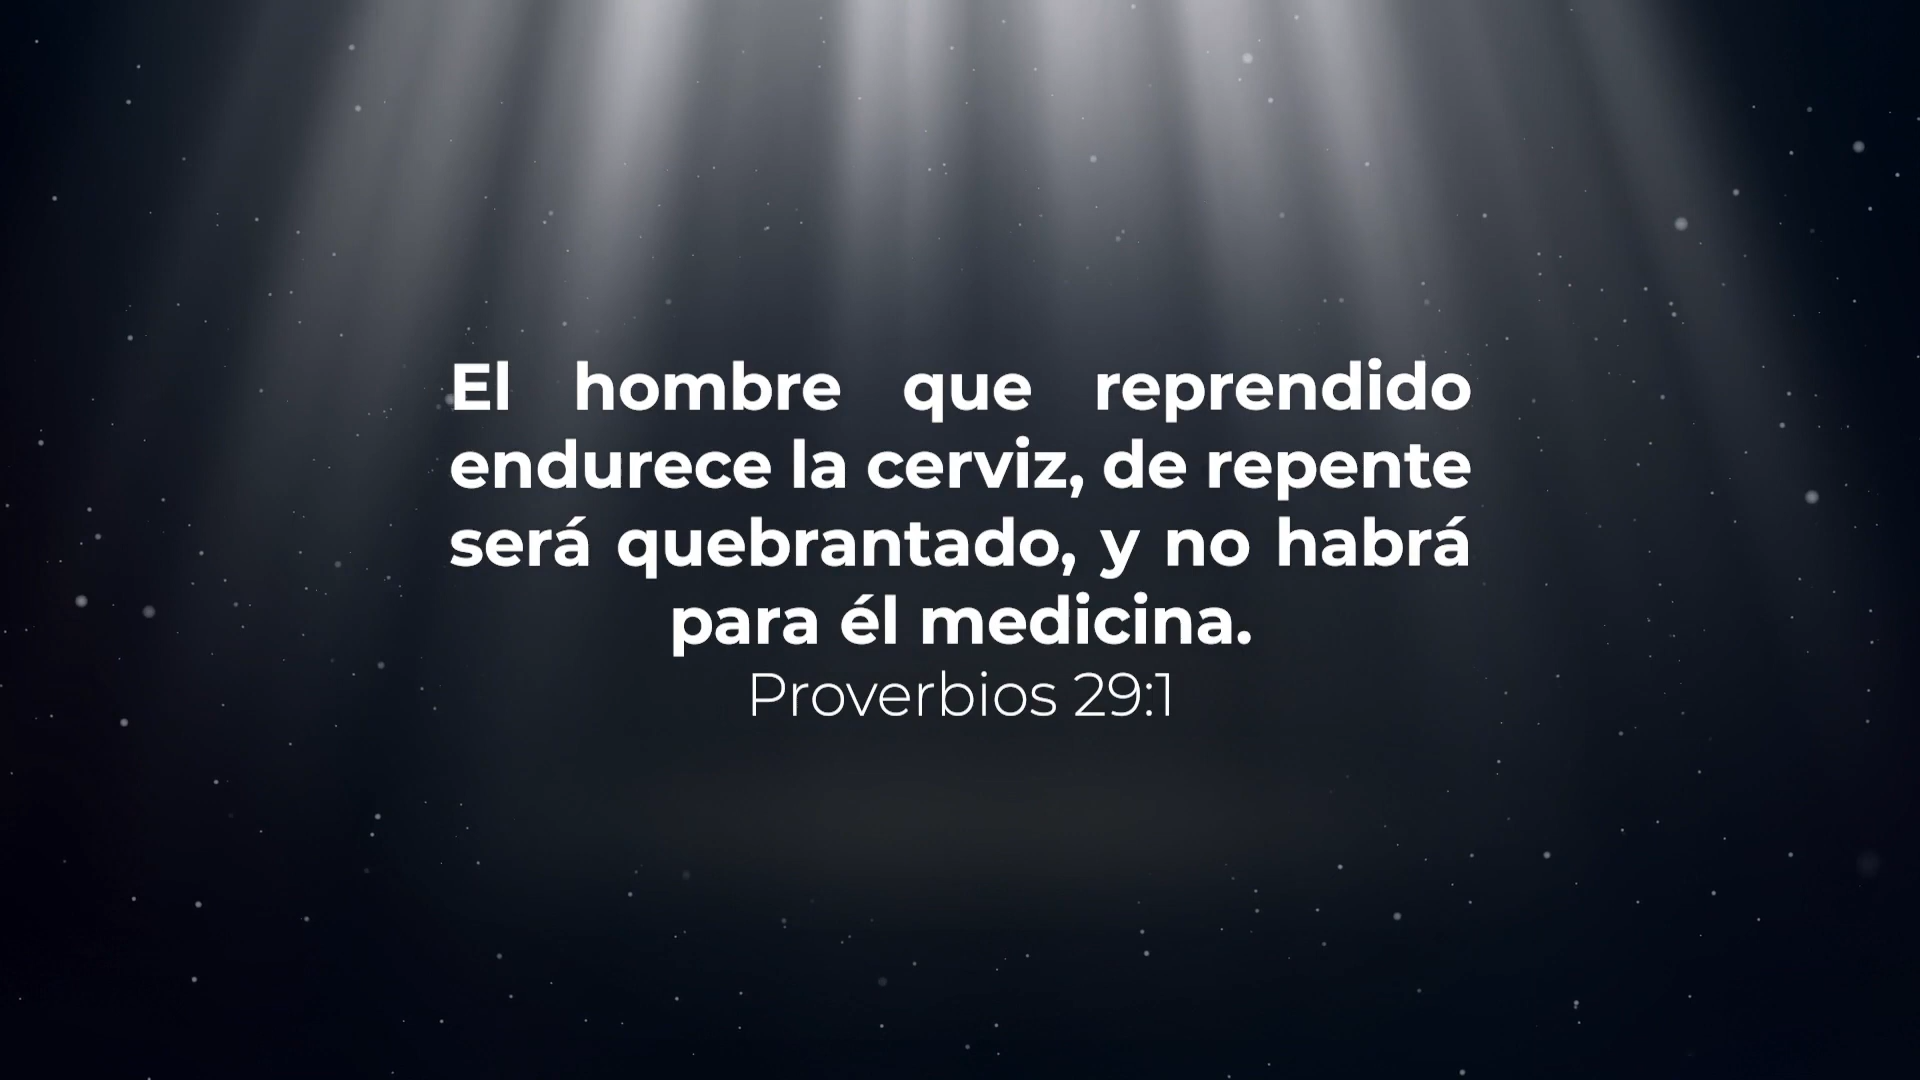 El hombre que reprendido
endurece la cerviz, de repente
será quebrantado, y no habrá
para él medicina.
Proverbios 29:1